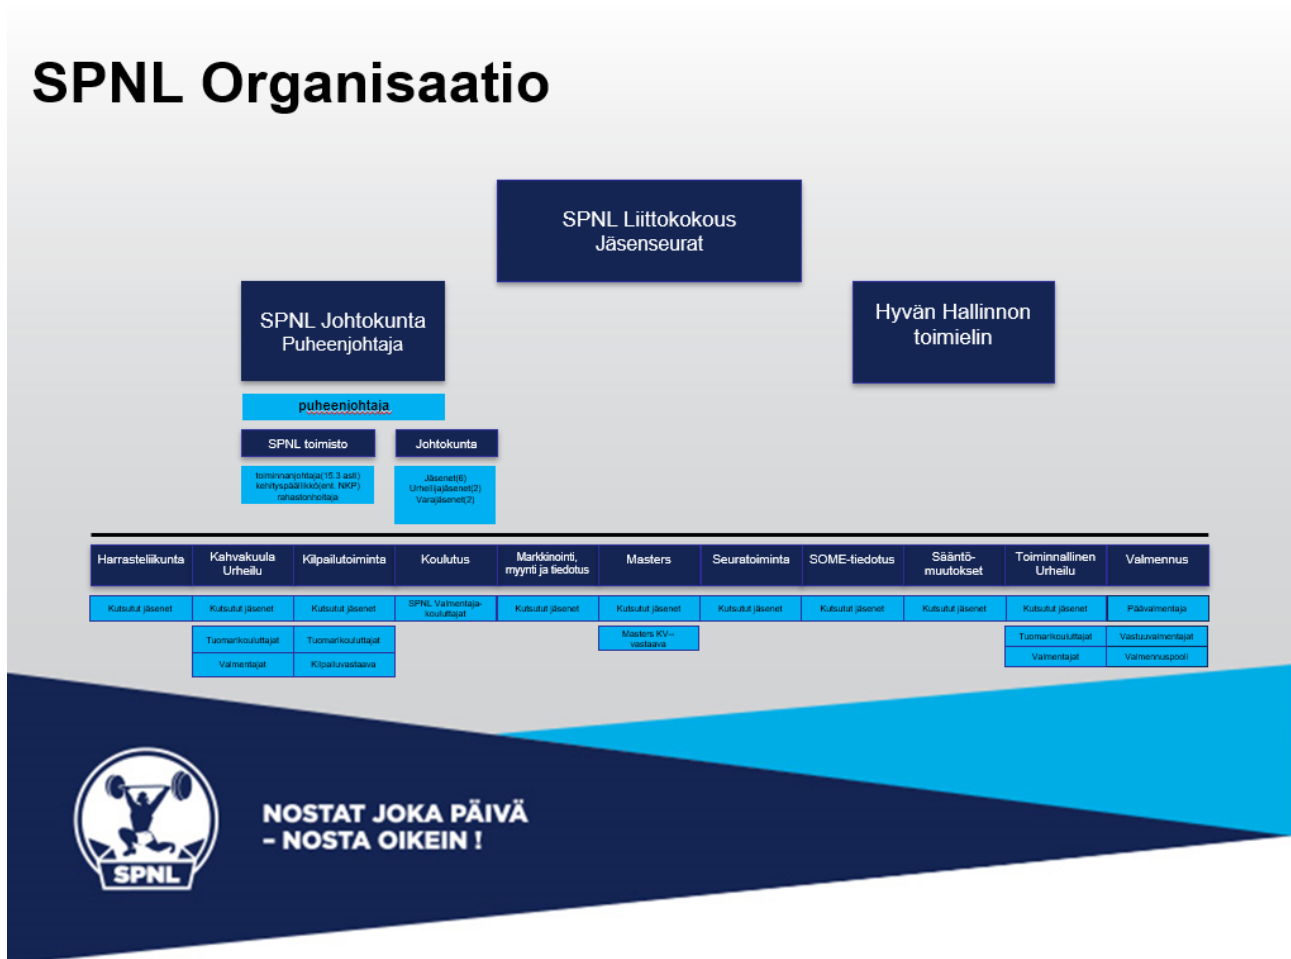 SPNL Organisaatio
SPNL Liittokokous
Jäsenseurat
SPNL Johtokunta
Puheenjohtaja
Hyvän Hallinnon
toimielin
puheenjohtaja
SPNL toimisto
Johtokunta
toiminnanjohtaja(15.3 asti)
kehityspäällikkö(ent. NKP)
rahastonhoitaja
Jäsenet(6)
Urheilijajäsenet(2)
Varajäsenet(2)
Harrasteliikunta
Kahvakuula
Urheilu
Kilpailutoiminta
Koulutus
Markkinointi,
myynti ja tiedotus
Masters
Seuratoiminta
SOME-tiedotus
Sääntö-
muutokset
Toiminnallinen
Urheilu
Valmennus
Kutsutut jäsenet
Kutsutut jäsenet
Kutsutut jäsenet
SPNL Valmentaja-
kouluttajat
Kutsutut jäsenet
Kutsutut jäsenet
Kutsutut jäsenet
Kutsutut jäsenet
Kutsutut jäsenet
Kutsutut jäsenet
Päävalmentaja
Tuomarikouluttajat
Tuomarikouluttajat
Masters KV--
vastaava
Tuomarikouluttajat
Vastuuvalmentajat
Valmentajat
Kilpailuvastaava
Valmentajat
Valmennuspooli
NOSTAT JOKA PÄIVÄ
– NOSTA OIKEIN !
SPNL